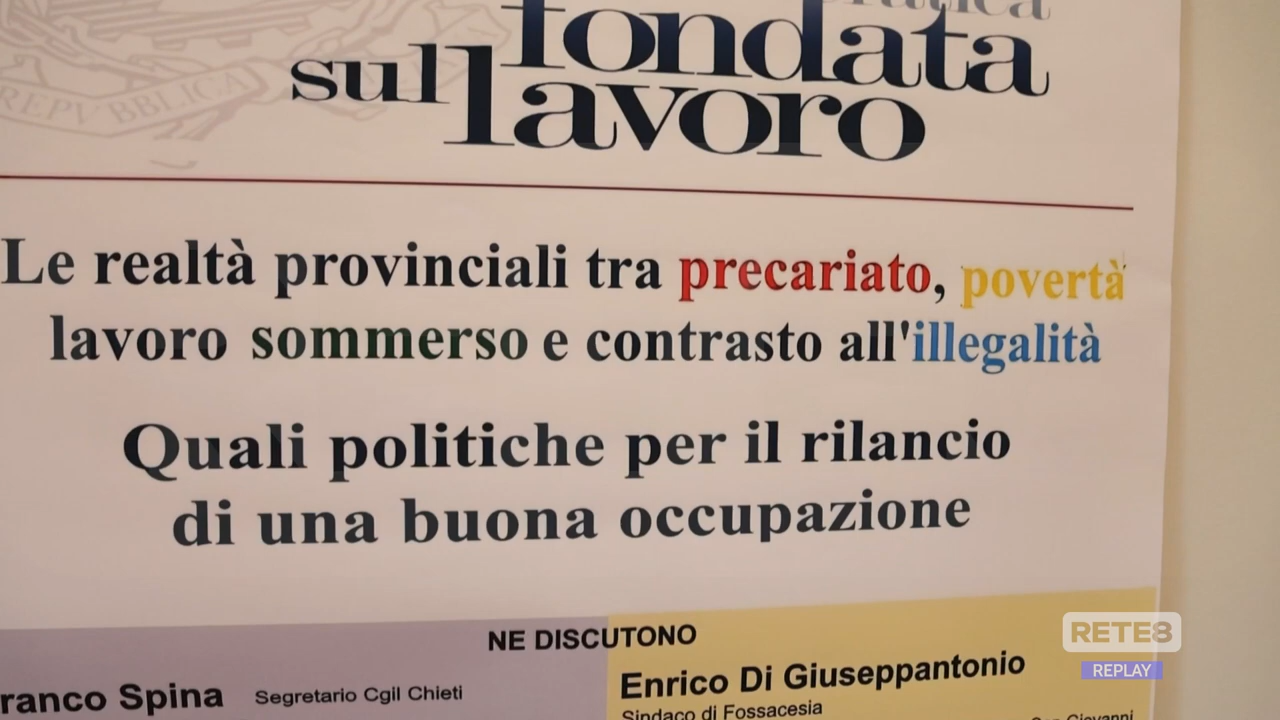 fondata
sul lavoro
REPVBBLICA
Le realtà provinciali tra precariato, povertà
lavoro sommerso e contrasto all'illegalità
Quali politiche per il rilancio
di una buona occupazione
NE DISCUTONO
ranco Spina Segretario Cgil Chieti
Enrico Di Giuseppantonio
Sindaco di Fossacesia
Giovanni
RETE8
REPLAY